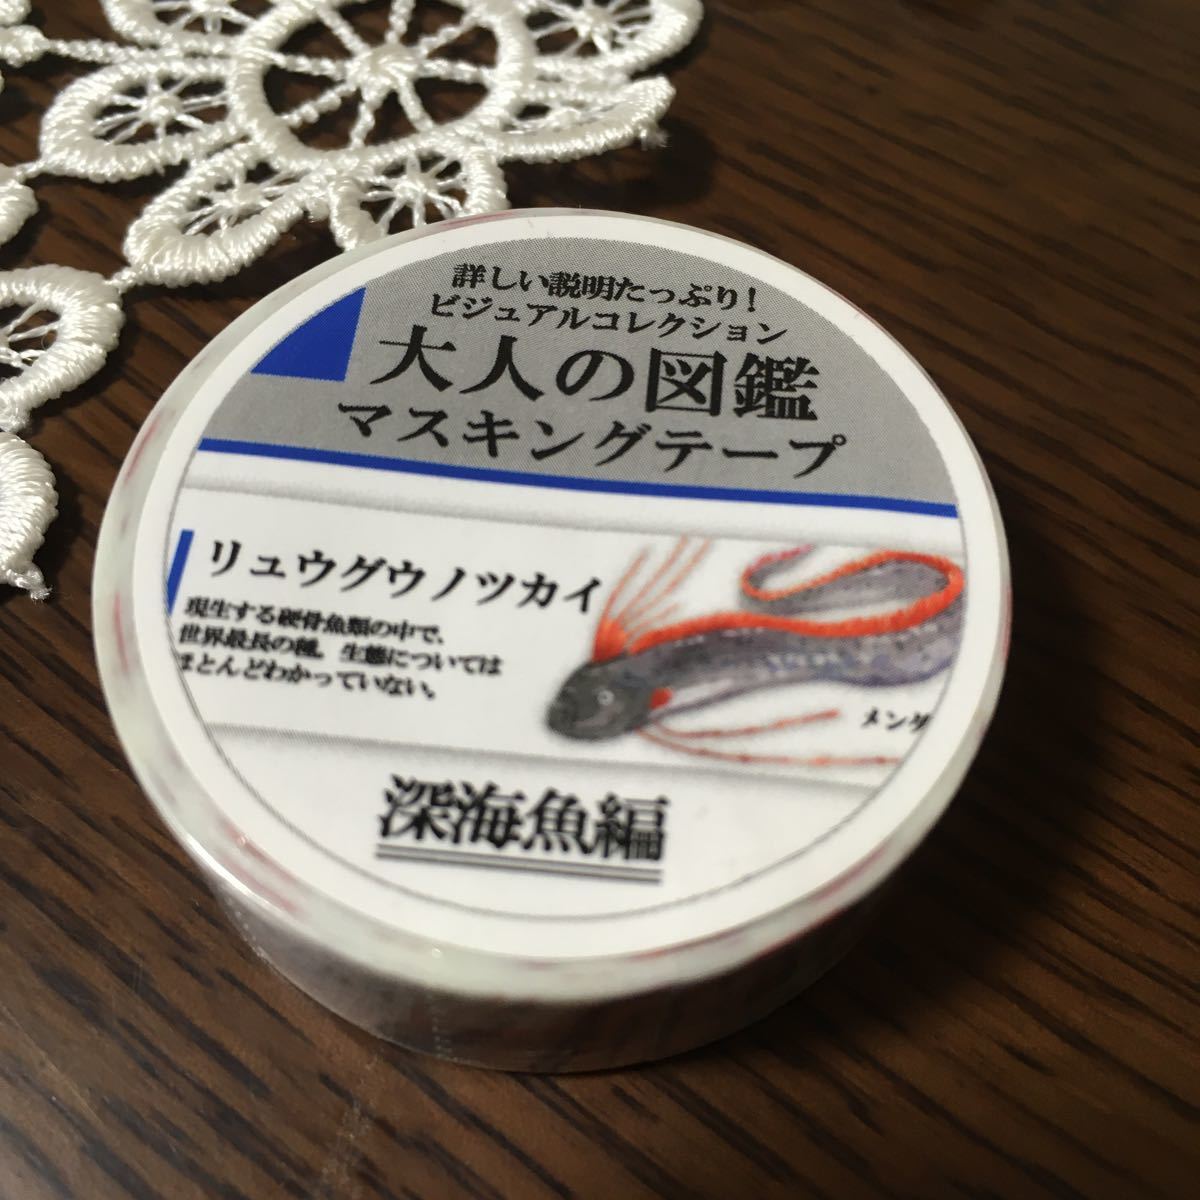 詳しい説明たっぷり！
ビジュアルコレクション
大人の図鑑
マスキングテープ
リュウグウノツカイ
現生する硬骨魚類の中で、
世界最長の種。生態については
ほとんどわかっていない。
メンダ
深海魚編